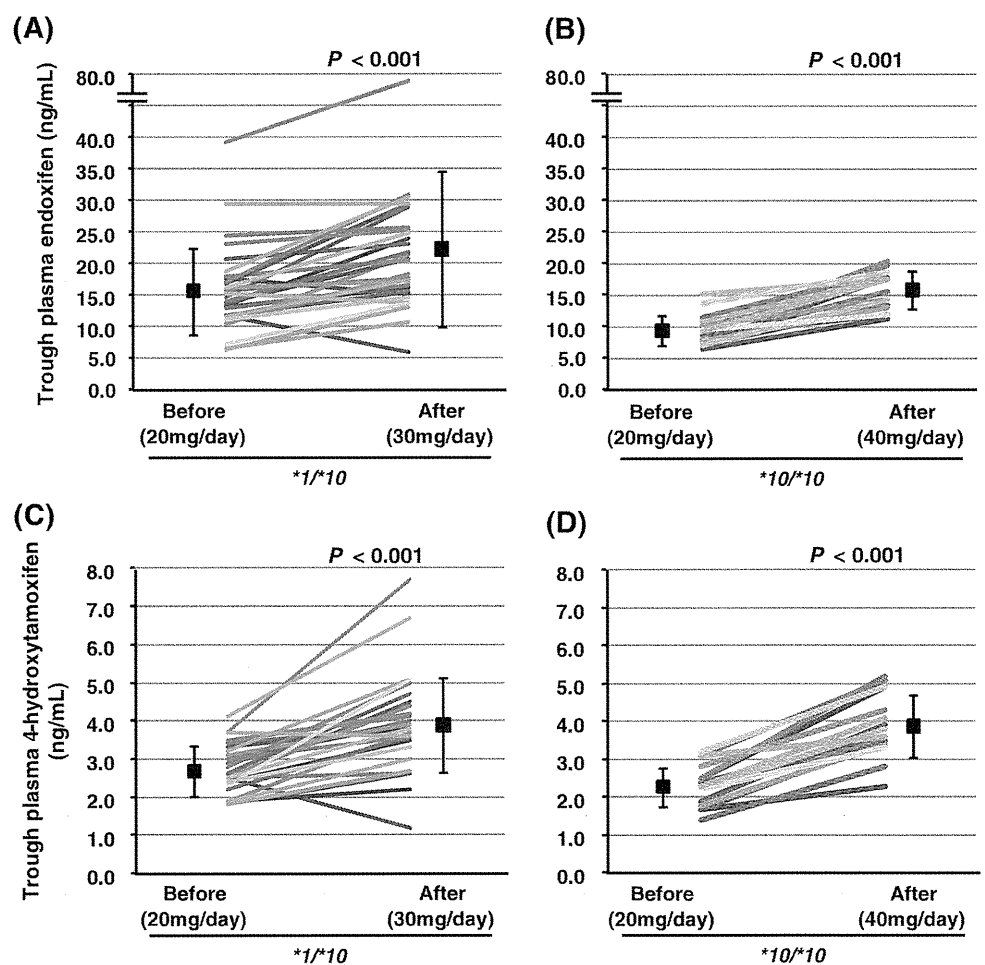 (A)
P < 0.001
Trough plasma endoxifen (ng/mL)
80.0
40.0
35.0
30.0
25.0
20.0
15.0
10.0
5.0
0.0
Before
(20mg/day)
After
(30mg/day)
*1/*10
(B)
P < 0.001
80.0
40.0
35.0
30.0
25.0
20.0
15.0
10.0
5.0
0.0
Before
(20mg/day)
After
(40mg/day)
*10/*10
(C)
P < 0.001
Trough plasma 4-hydroxytamoxifen
(ng/mL)
8.0
7.0
6.0
5.0
4.0
3.0
2.0
1.0
0.0
Before
(20mg/day)
After
(30mg/day)
*1/*10
(D)
P < 0.001
8.0
7.0
6.0
5.0
4.0
3.0
2.0
1.0
0.0
Before
(20mg/day)
After
(40mg/day)
*10/*10